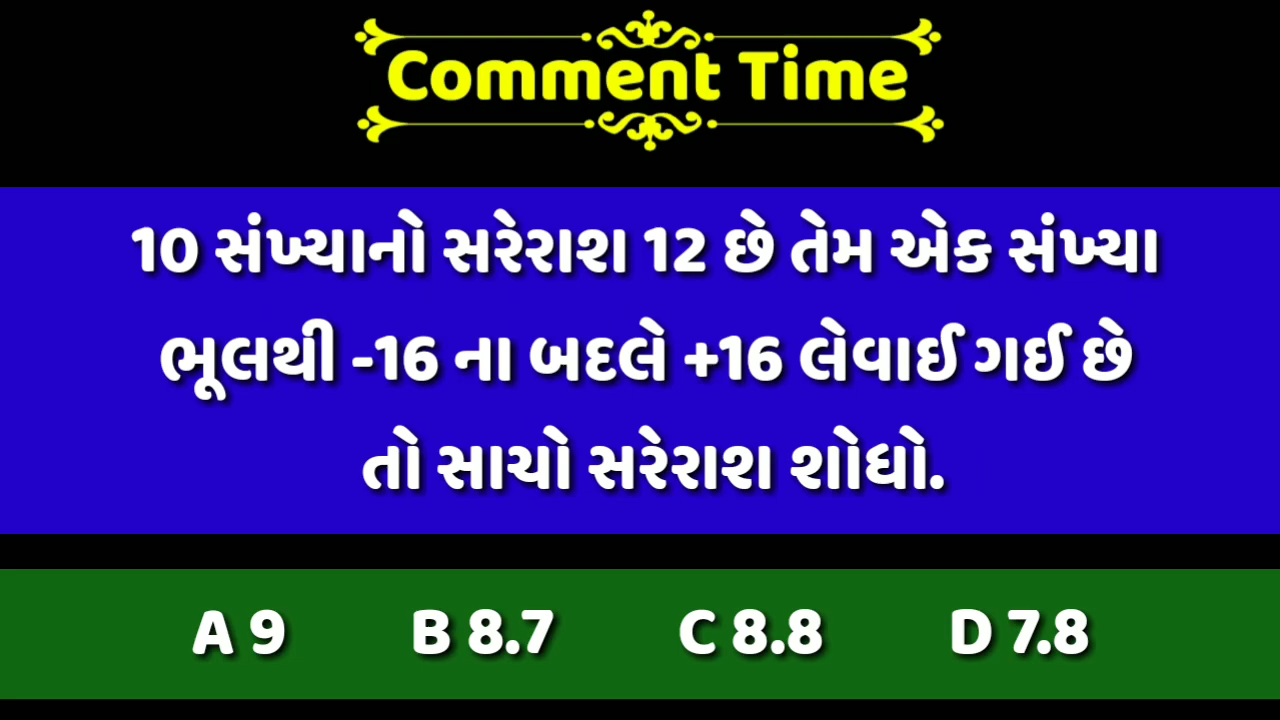 Comment Time
10 સંખ્યાનો સરેરાશ 12 છે તેમ એક સંખ્યા
ભૂલથી -16 ના બદલે +16 લેવાઈ ગઈ છે
તો સાચો સરેરાશ શોધો.
A 9 B 8.7 C 8.8 D 7.8